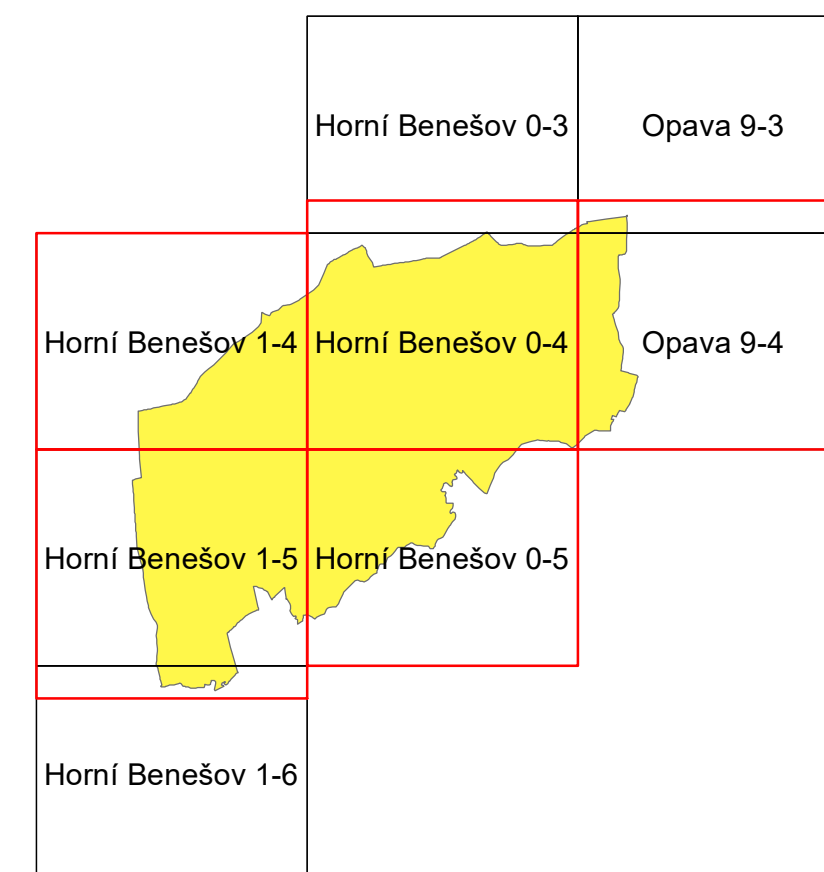 Horní Benešov 0-3
Opava 9-3
Horní Benešov 1-4
Horní Benešov 0-4
Opava 9-4
Horní Benešov 1-5
Horní Benešov 0-5
Horní Benešov 1-6